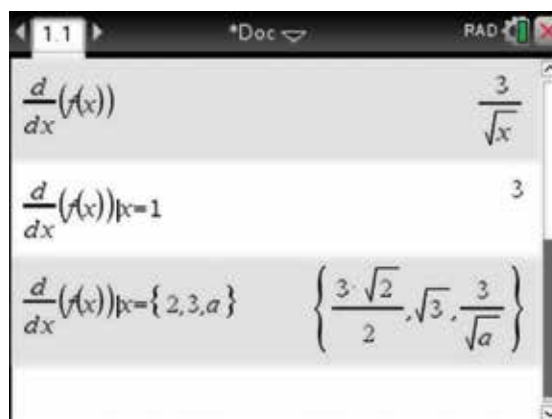 1.1 *Doc RAD
d/dx(f(x)) 3/√x
d/dx(f(x))|x=1 3
d/dx(f(x))|x={2,3,a} {3·√2/2,√3,3/√a}